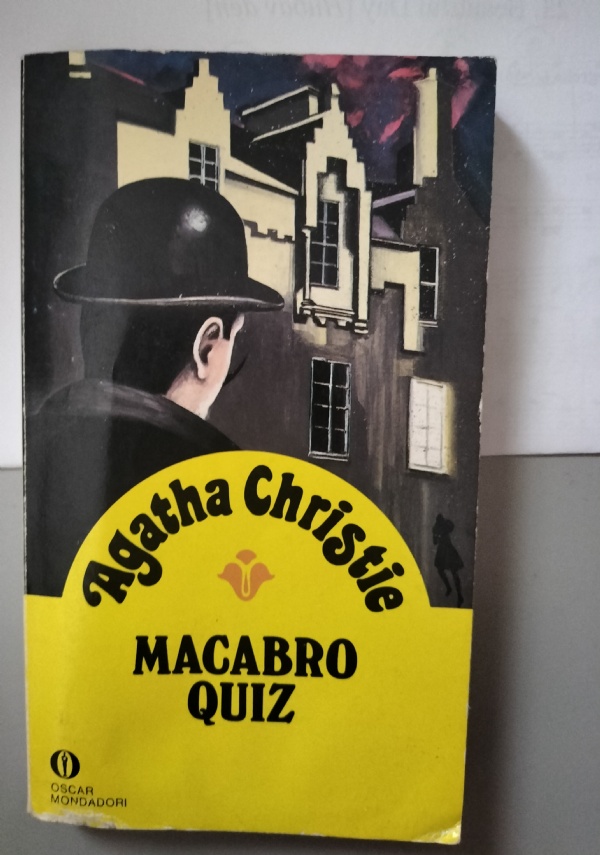 Agatha Christie
MACABRO
QUIZ
OSCAR
MONDADORI